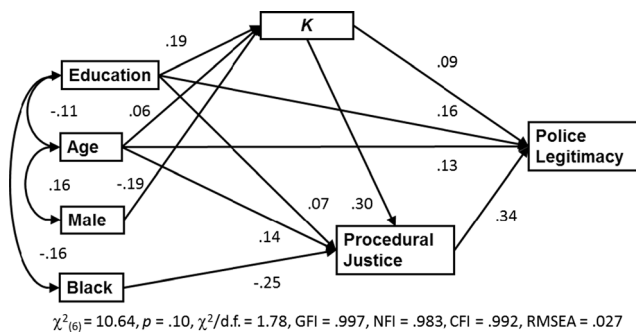 K
.19
.09
Education
-.11
.06
.16
Police
Legitimacy
Age
.13
.16
-.19
Male
.07
.30
.34
.14
Procedural
Justice
-.16
-.25
Black
χ²(6) = 10.64, p = .10, χ²/d.f. = 1.78, GFI = .997, NFI = .983, CFI = .992, RMSEA = .027